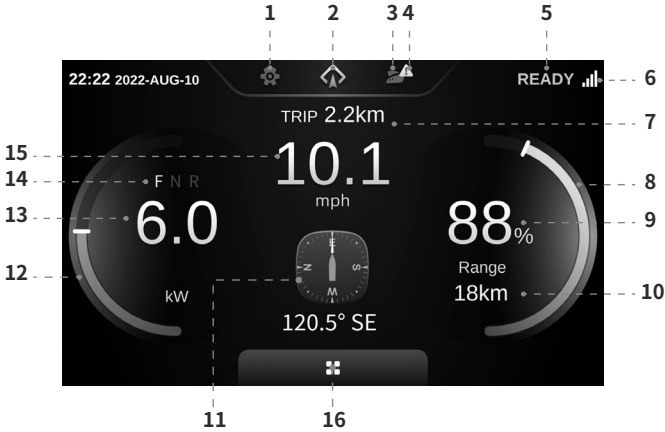 1 2 3 4 5
22:22 2022-AUG-10 READY 6
TRIP 2.2km 7
15 10.1
14 F N R 8
mph
13 6.0 88% 9
E
N S
W
12 Range
kW 18km 10
120.5° SE
11 16